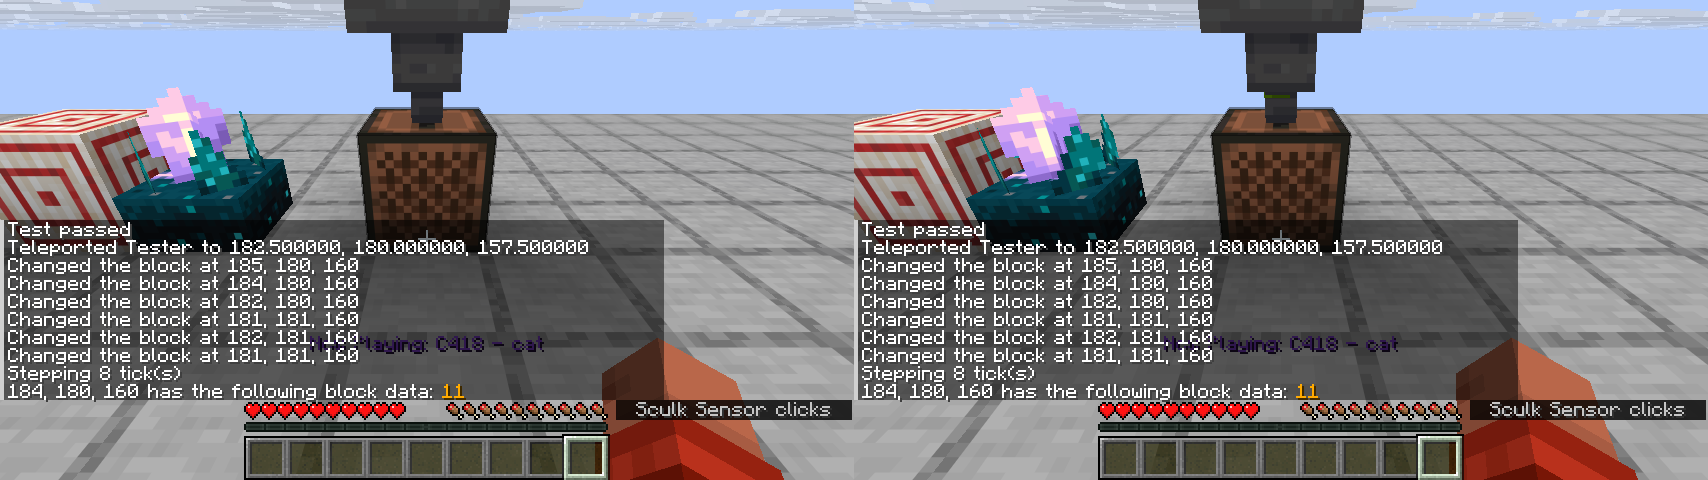 Test passed
Teleported Tester to 182.500000, 180.000000, 157.500000
Changed the block at 185, 180, 160
Changed the block at 184, 180, 160
Changed the block at 182, 180, 160
Changed the block at 181, 181, 160
Changed the block at 182, 181, 160
Changed the block at 181, 181, 160
Stepping 8 tick(s)
184, 180, 160 has the following block data: 11
Playing: C418 - cat
Sculk Sensor clicks
Test passed
Teleported Tester to 182.500000, 180.000000, 157.500000
Changed the block at 185, 180, 160
Changed the block at 184, 180, 160
Changed the block at 182, 180, 160
Changed the block at 181, 181, 160
Changed the block at 182, 181, 160
Changed the block at 181, 181, 160
Stepping 8 tick(s)
184, 180, 160 has the following block data: 11
Playing: C418 - cat
Sculk Sensor clicks